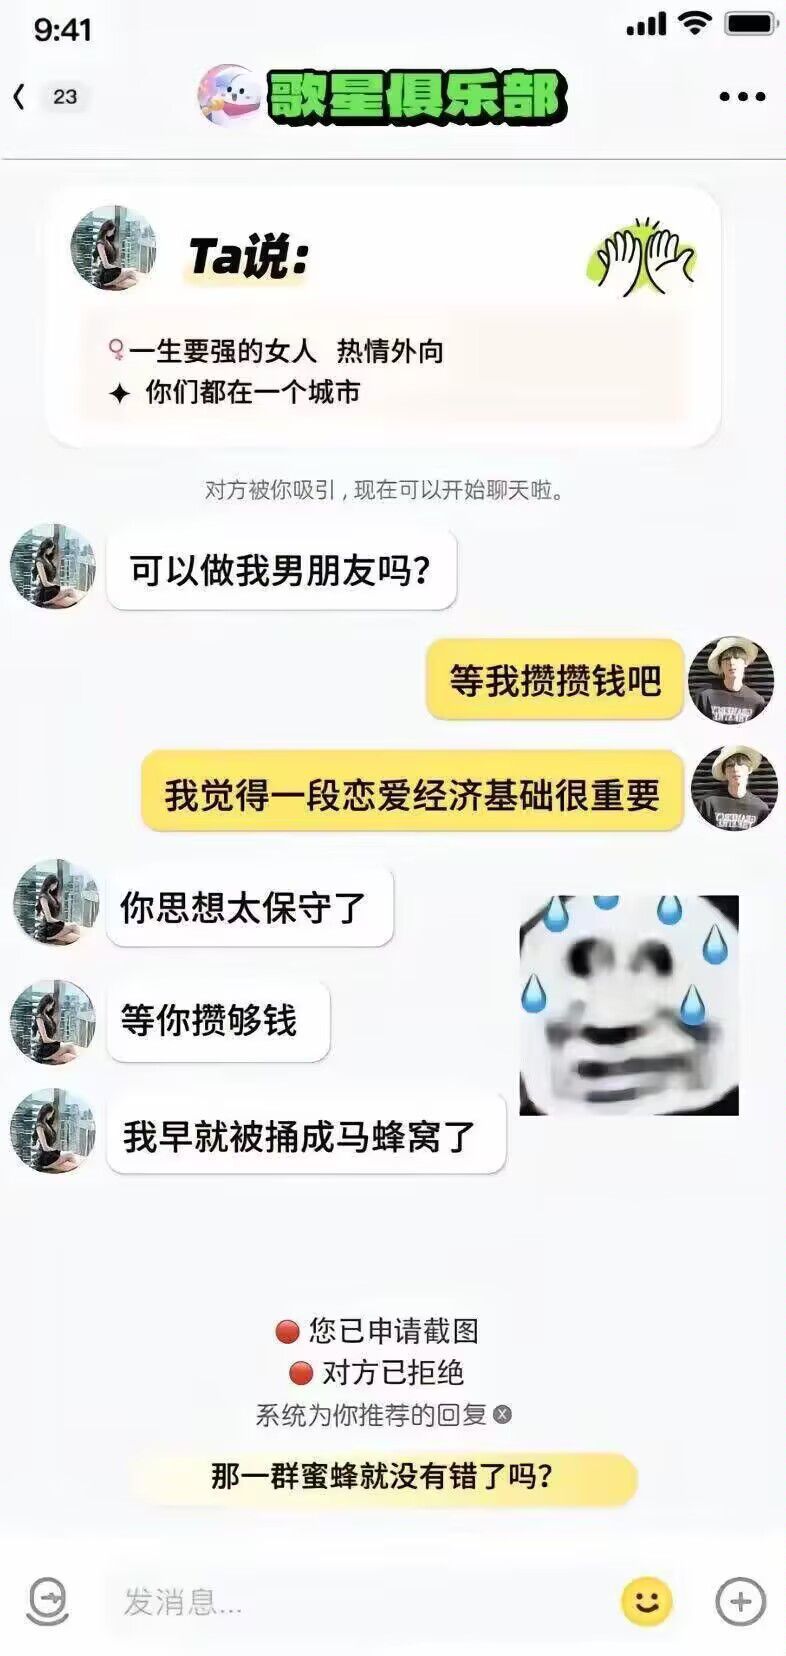 9:41
23
歌星俱乐部
Ta说：
一生要强的女人 热情外向
你们都在一个城市
对方被你吸引，现在可以开始聊天啦。
可以做我男朋友吗？
等我攒攒钱吧
我觉得一段恋爱经济基础很重要
你思想太保守了
等你攒够钱
我早就被捅成马蜂窝了
您已申请截图
对方已拒绝
系统为你推荐的回复
那一群蜜蜂就没有错了吗？
发消息...